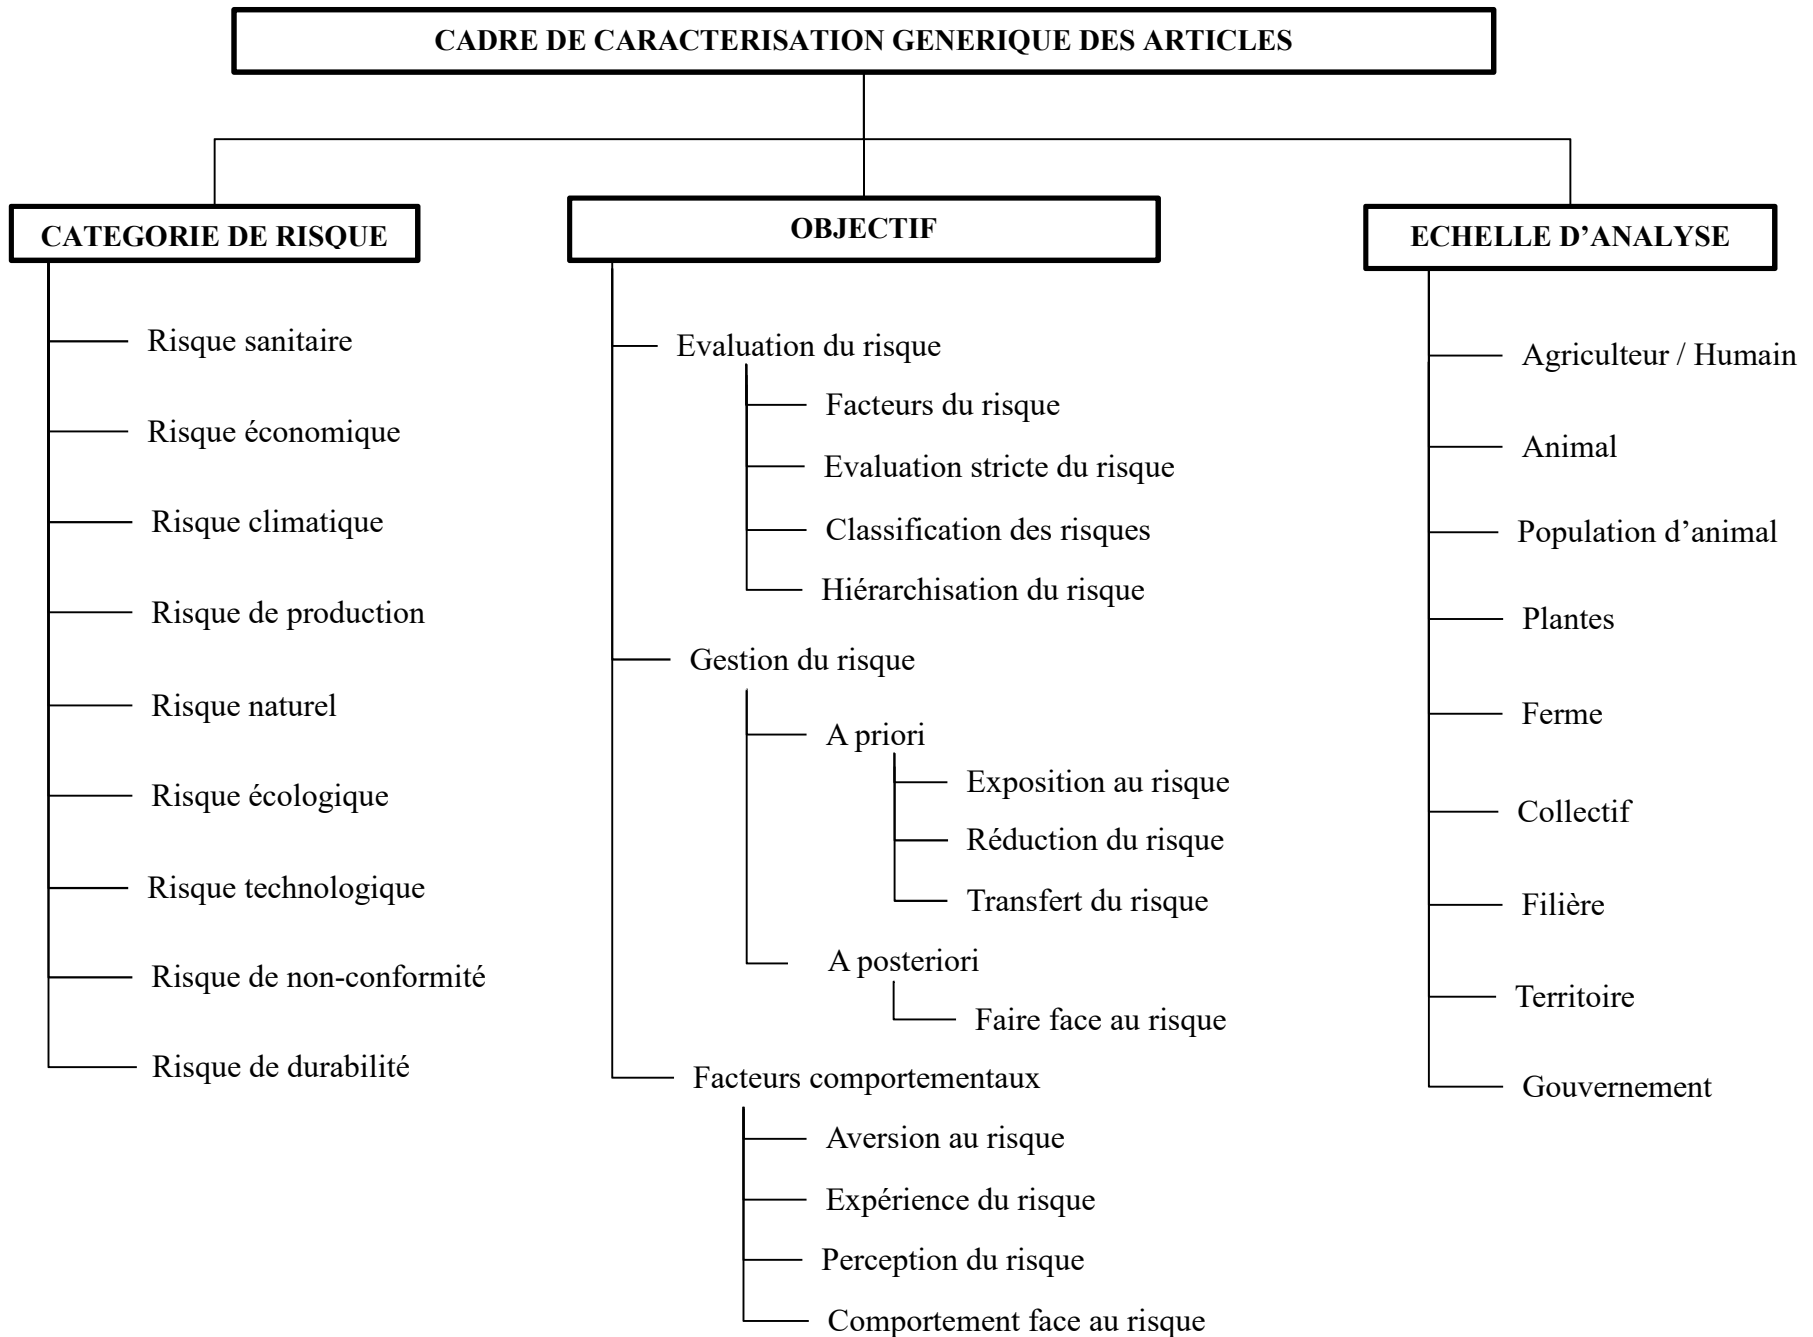 CADRE DE CARACTERISATION GENERIQUE DES ARTICLES
CATEGORIE DE RISQUE
Risque sanitaire
Risque économique
Risque climatique
Risque de production
Risque naturel
Risque écologique
Risque technologique
Risque de non-conformité
Risque de durabilité
OBJECTIF
Evaluation du risque
Facteurs du risque
Evaluation stricte du risque
Classification des risques
Hiérarchisation du risque
Gestion du risque
A priori
Exposition au risque
Réduction du risque
Transfert du risque
A posteriori
Faire face au risque
Facteurs comportementaux
Aversion au risque
Expérience du risque
Perception du risque
Comportement face au risque
ECHELLE D’ANALYSE
Agriculteur / Humain
Animal
Population d’animal
Plantes
Ferme
Collectif
Filière
Territoire
Gouvernement